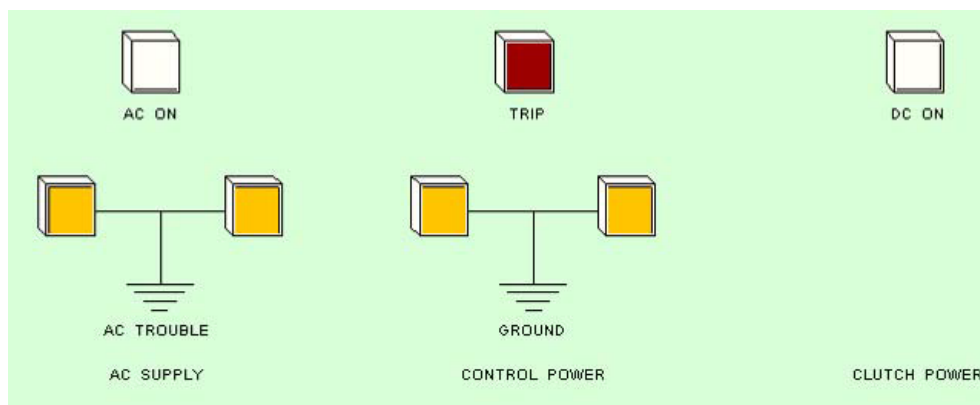 AC ON
TRIP
DC ON
AC TROUBLE
GROUND
AC SUPPLY
CONTROL POWER
CLUTCH POWER